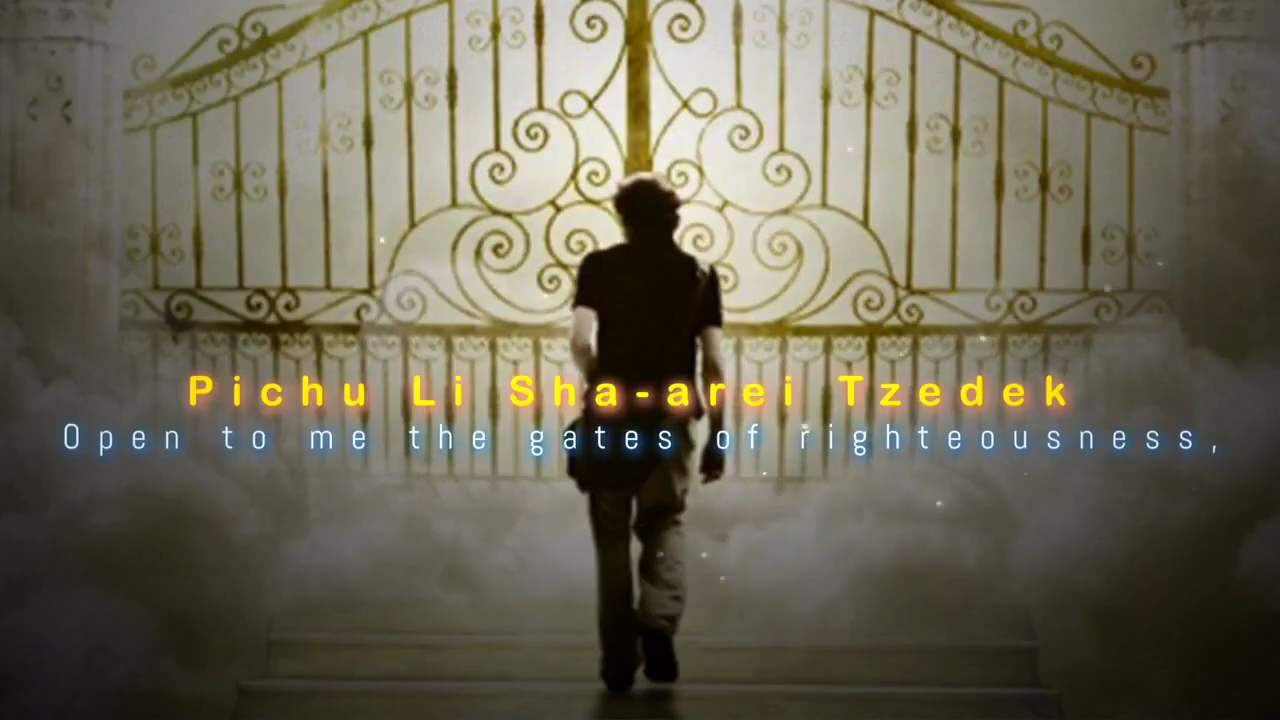 Pichu Li Sha-arei Tzedek
Open to me the gates of righteousness,